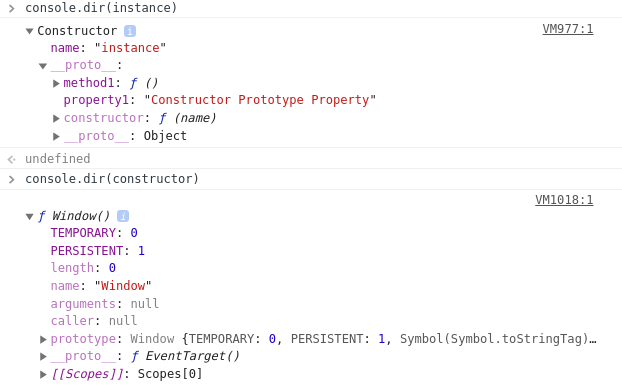 console.dir(instance)
VM977:1
Constructor i
name: "instance"
__proto__:
method1: ƒ ()
property1: "Constructor Prototype Property"
constructor: ƒ (name)
__proto__: Object
undefined
console.dir(constructor)
VM1018:1
ƒ Window() i
TEMPORARY: 0
PERSISTENT: 1
length: 0
name: "Window"
arguments: null
caller: null
prototype: Window {TEMPORARY: 0, PERSISTENT: 1, Symbol(Symbol.toStringTag)…
__proto__: ƒ EventTarget()
[[Scopes]]: Scopes[0]